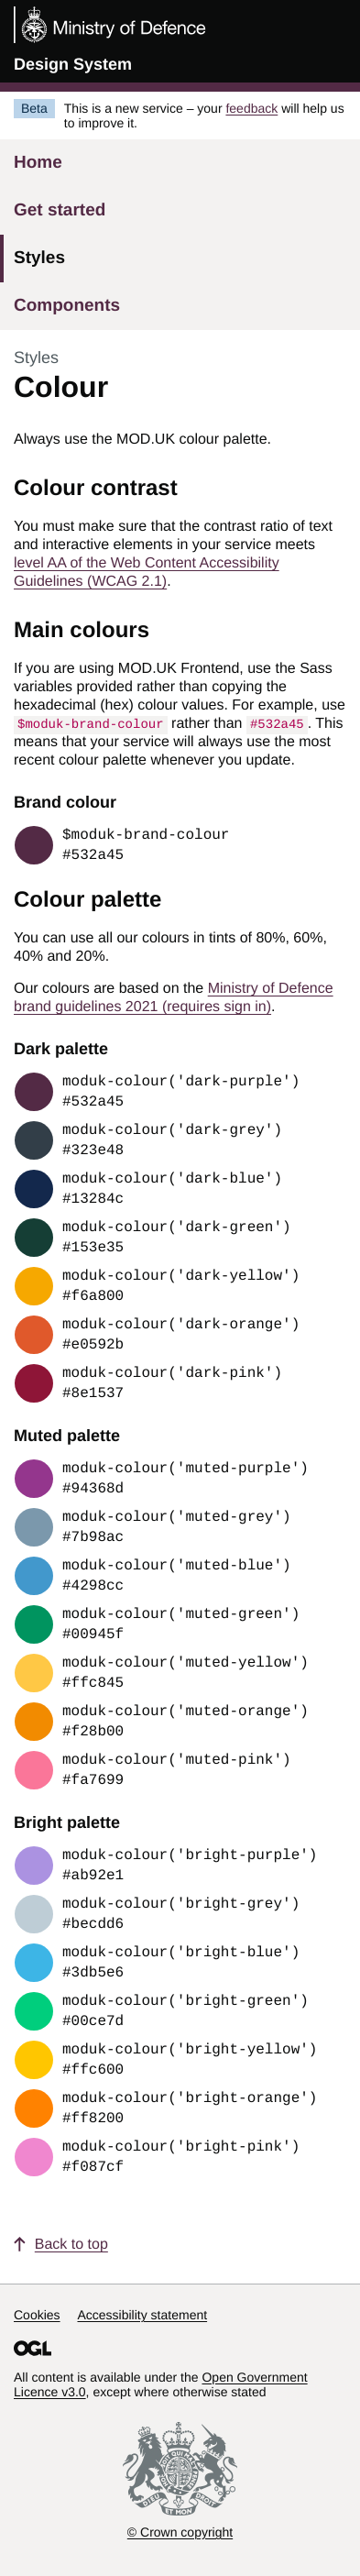 Ministry of Defence
Design System
Beta This is a new service – your feedback will help us
to improve it.
Home
Get started
Styles
Components
Styles
Colour
Always use the MOD.UK colour palette.
Colour contrast
You must make sure that the contrast ratio of text
and interactive elements in your service meets
level AA of the Web Content Accessibility
Guidelines (WCAG 2.1).
Main colours
If you are using MOD.UK Frontend, use the Sass
variables provided rather than copying the
hexadecimal (hex) colour values. For example, use
$moduk-brand-colour rather than #532a45. This
means that your service will always use the most
recent colour palette whenever you update.
Brand colour
$moduk-brand-colour
#532a45
Colour palette
You can use all our colours in tints of 80%, 60%,
40% and 20%.
Our colours are based on the Ministry of Defence
brand guidelines 2021 (requires sign in).
Dark palette
moduk-colour('dark-purple')
#532a45
moduk-colour('dark-grey')
#323e48
moduk-colour('dark-blue')
#13284c
moduk-colour('dark-green')
#153e35
moduk-colour('dark-yellow')
#f6a800
moduk-colour('dark-orange')
#e0592b
moduk-colour('dark-pink')
#8e1537
Muted palette
moduk-colour('muted-purple')
#94368d
moduk-colour('muted-grey')
#7b98ac
moduk-colour('muted-blue')
#4298cc
moduk-colour('muted-green')
#00945f
moduk-colour('muted-yellow')
#ffc845
moduk-colour('muted-orange')
#f28b00
moduk-colour('muted-pink')
#fa7699
Bright palette
moduk-colour('bright-purple')
#ab92e1
moduk-colour('bright-grey')
#becdd6
moduk-colour('bright-blue')
#3db5e6
moduk-colour('bright-green')
#00ce7d
moduk-colour('bright-yellow')
#ffc600
moduk-colour('bright-orange')
#ff8200
moduk-colour('bright-pink')
#f087cf
Back to top
Cookies Accessibility statement
OGL
All content is available under the Open Government
Licence v3.0, except where otherwise stated
DIEU ET MON DROIT
© Crown copyright